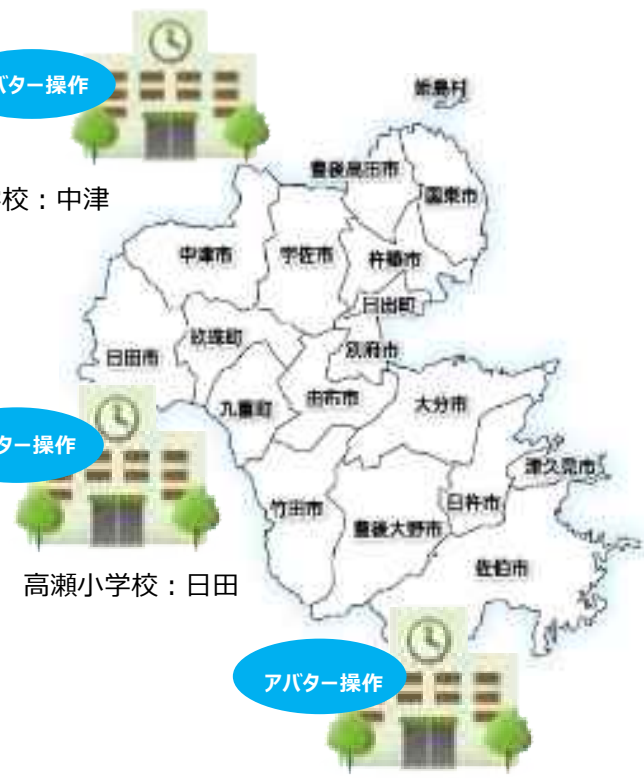 バター操作
姫島村
豊後高田市
国東市
校：中津
中津市
宇佐市
杵築市
日出町
玖珠町
別府市
日田市
由布市
大分市
九重町
ター操作
津久見市
竹田市
臼杵市
豊後大野市
佐伯市
高瀬小学校：日田
アバター操作